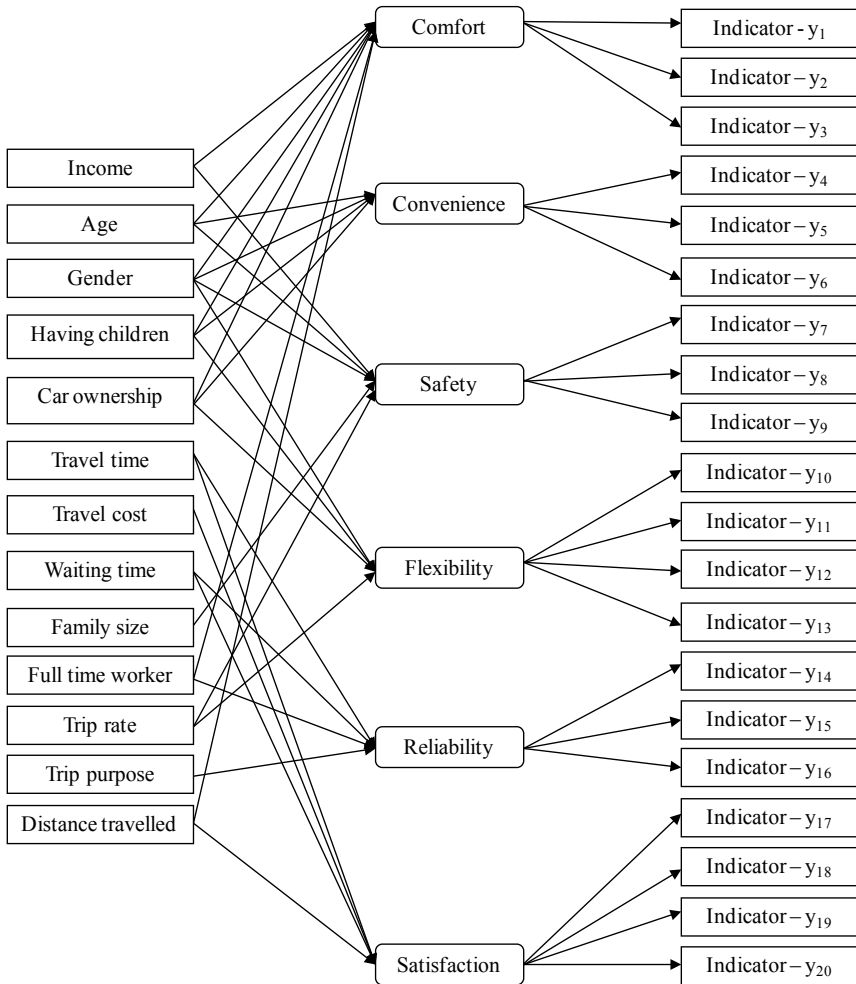 Income
Age
Gender
Having children
Car ownership
Travel time
Travel cost
Waiting time
Family size
Full time worker
Trip rate
Trip purpose
Distance travelled
Comfort
Convenience
Safety
Flexibility
Reliability
Satisfaction
Indicator - y₁
Indicator – y₂
Indicator – y₃
Indicator – y₄
Indicator – y₅
Indicator – y₆
Indicator – y₇
Indicator – y₈
Indicator – y₉
Indicator – y₁₀
Indicator – y₁₁
Indicator – y₁₂
Indicator – y₁₃
Indicator – y₁₄
Indicator – y₁₅
Indicator – y₁₆
Indicator – y₁₇
Indicator – y₁₈
Indicator – y₁₉
Indicator – y₂₀